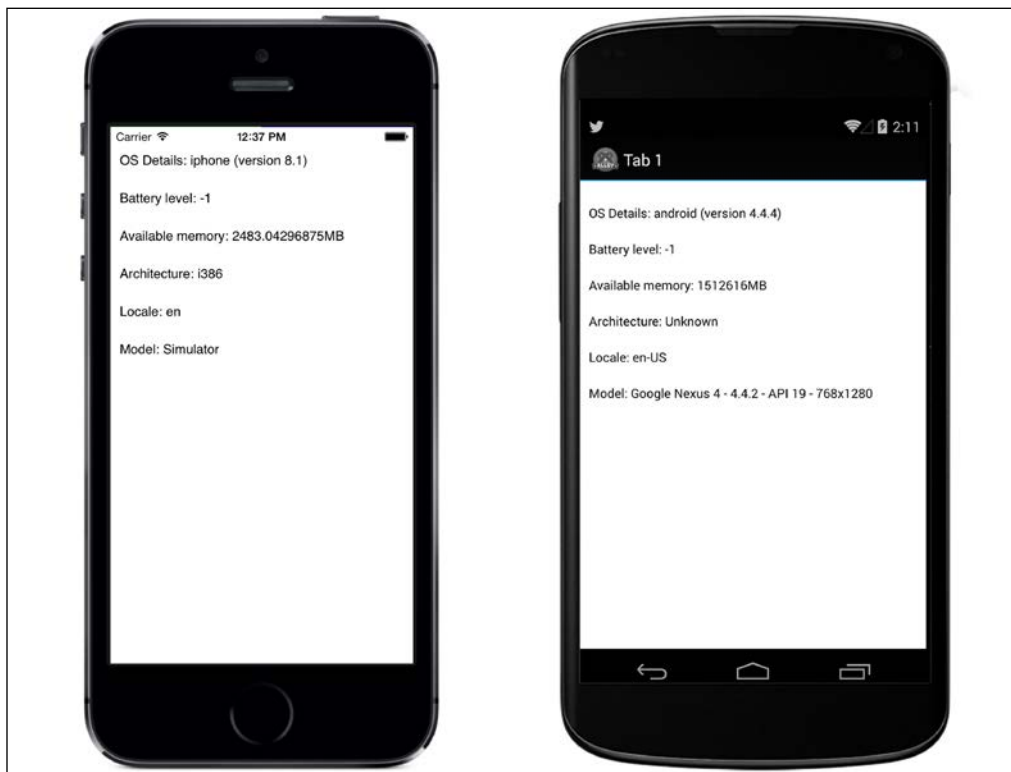 Carrier 12:37 PM
OS Details: iphone (version 8.1)
Battery level: -1
Available memory: 2483.04296875MB
Architecture: i386
Locale: en
Model: Simulator
2:11
Tab 1
OS Details: android (version 4.4.4)
Battery level: -1
Available memory: 1512616MB
Architecture: Unknown
Locale: en-US
Model: Google Nexus 4 - 4.4.2 - API 19 - 768x1280